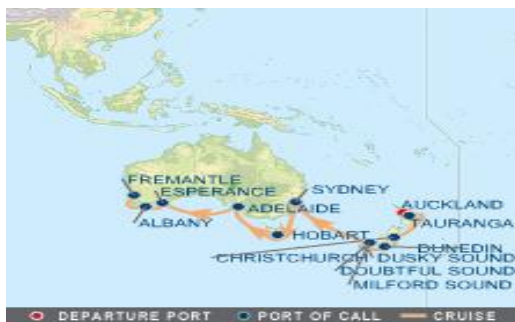 FREMANTLE
ESPERANCE
SYDNEY
AUCKLAND
ADELAIDE
TAURANGA
ALBANY
HOBART
DUNEDIN
CHRISTCHURCH DUSKY SOUND
DOUBTFUL SOUND
MILFORD SOUND
DEPARTURE PORT PORT OF CALL CRUISE